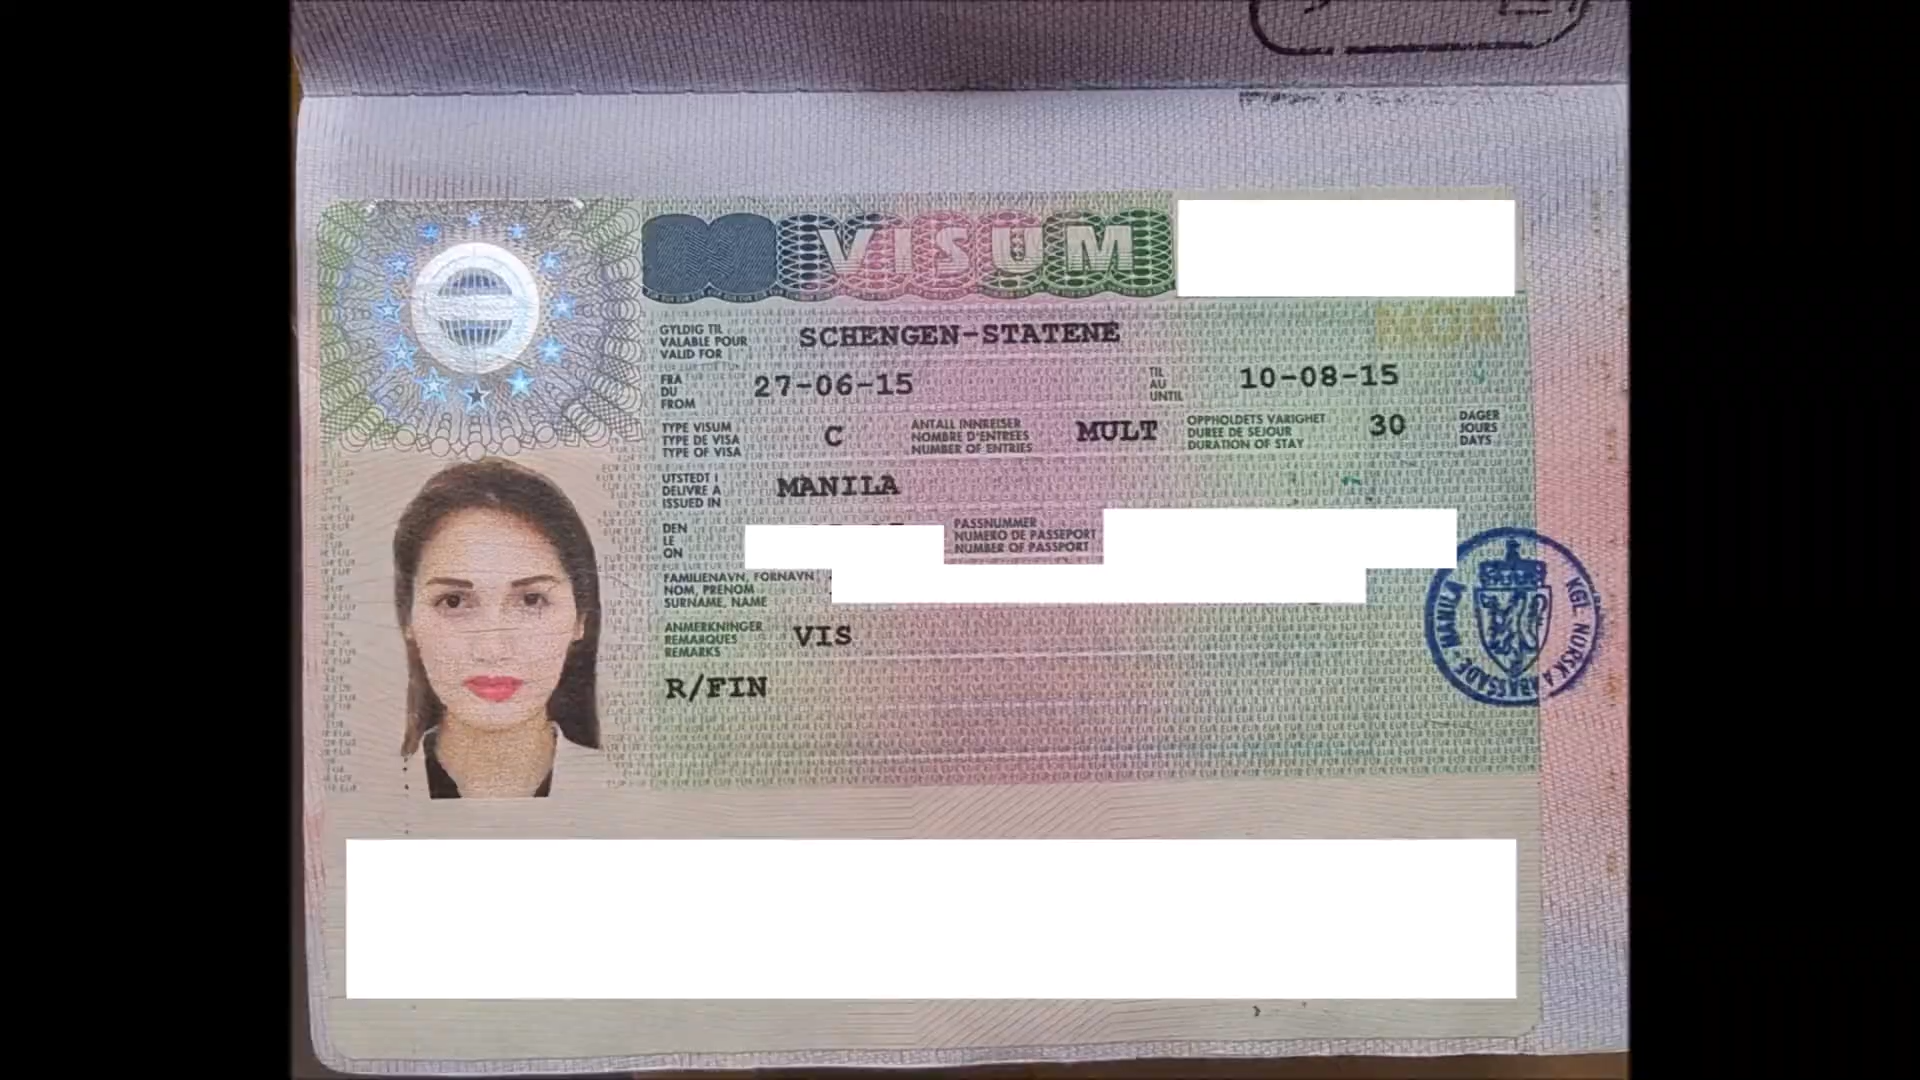 VISUM
GYLDIG TIL
VALABLE POUR
VALID FOR
SCHENGEN-STATENE
NOR
FRA
DU
FROM
27-06-15
TIL
AU
UNTIL
10-08-15
TYPE VISUM
TYPE DE VISA
TYPE OF VISA
C
ANTALL INNREISER
NOMBRE D'ENTREES
NUMBER OF ENTRIES
MULT
OPPHOLDETS VARIGHET
DUREE DE SEJOUR
DURATION OF STAY
30
DAGER
JOURS
DAYS
UTSTEDT I
DELIVRE A
ISSUED IN
MANILA
DEN
LE
ON
PASSNUMMER
NUMERO DE PASSEPORT
NUMBER OF PASSPORT
FAMILIENAVN, FORNAVN
NOM, PRENOM
SURNAME, NAME
ANMERKNINGER
REMARQUES
REMARKS
VIS
R/FIN
KGL. NORSK AMBASSADE - MANILA